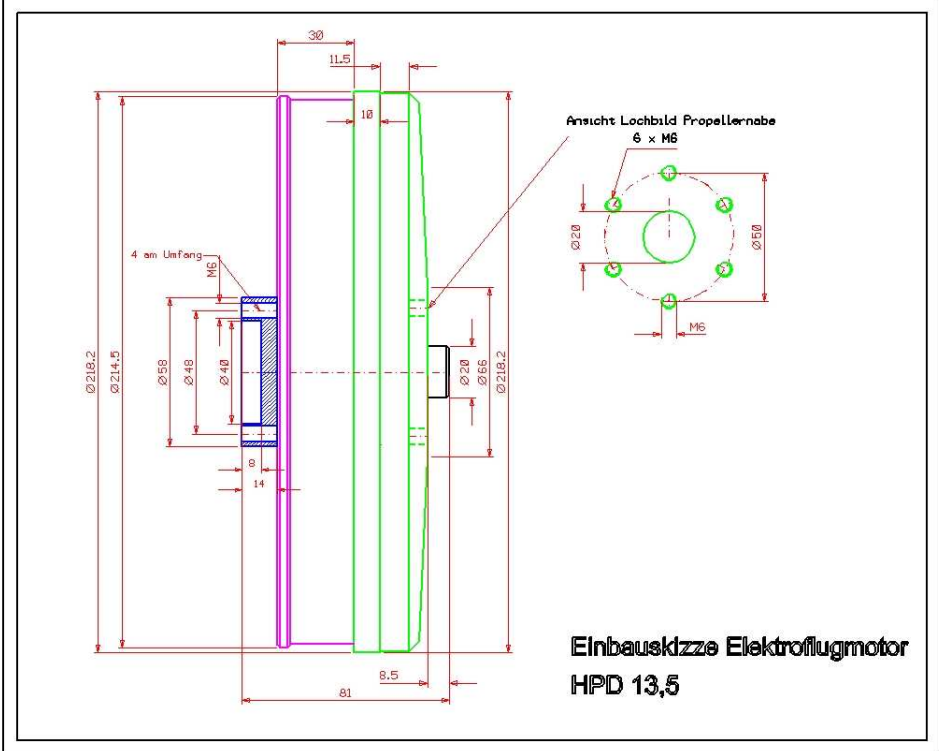 30
11.5
10
Ansicht Lochbild Propellernabe
6 x M6
Ø20
Ø50
M6
4 am Umfang
M6
Ø218.2
Ø214.5
Ø58
Ø48
Ø40
Ø20
Ø66
Ø218.2
8
14
8.5
81
Einbauskizze Elektroflugmotor
HPD 13,5